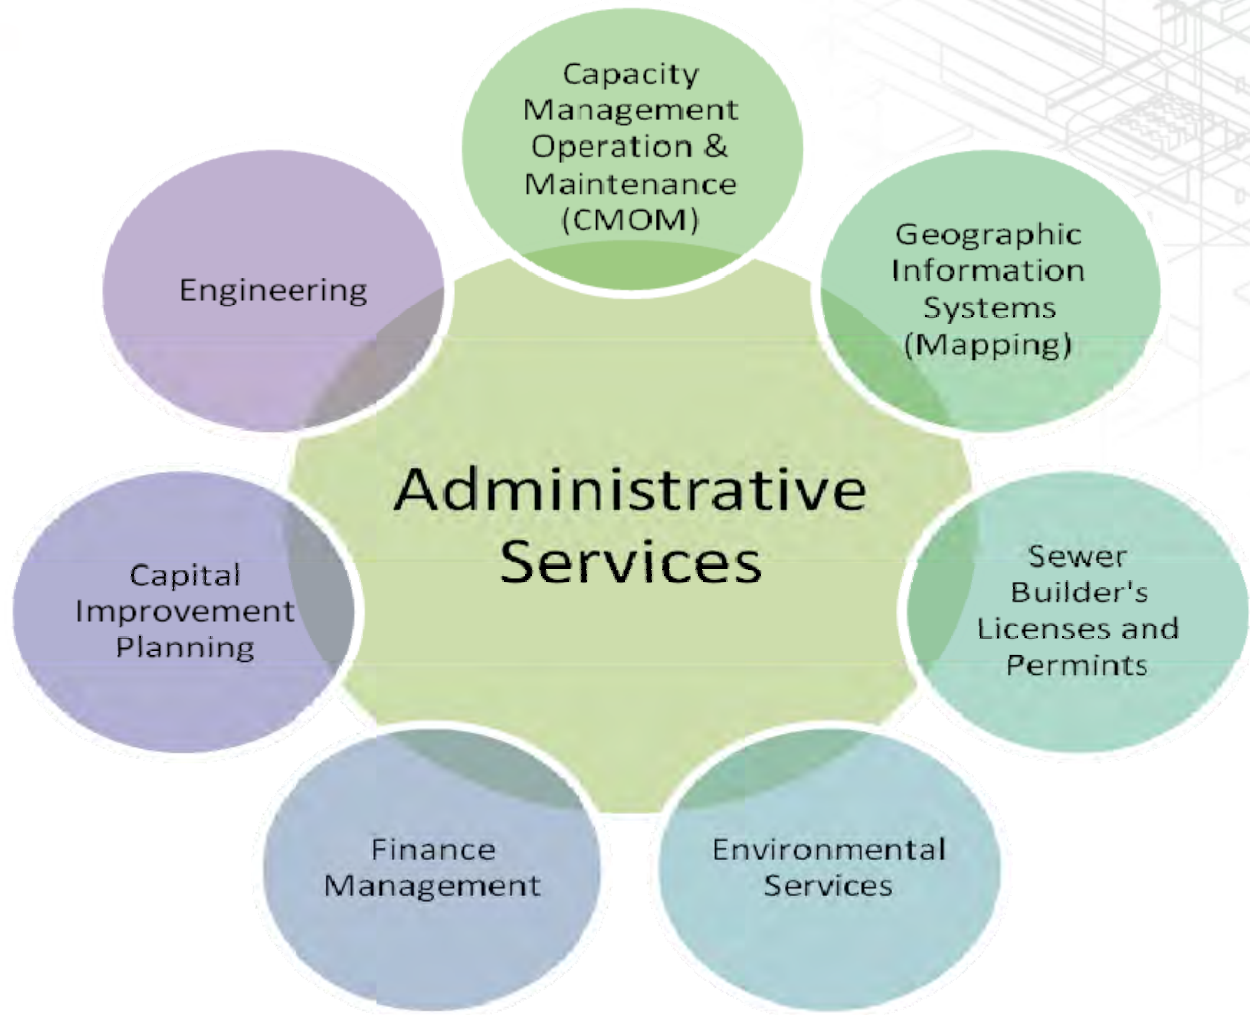 Capacity
Management
Operation &
Maintenance
(CMOM)
Geographic
Information
Systems
(Mapping)
Sewer
Builder's
Licenses and
Permints
Environmental
Services
Finance
Management
Capital
Improvement
Planning
Engineering
Administrative
Services